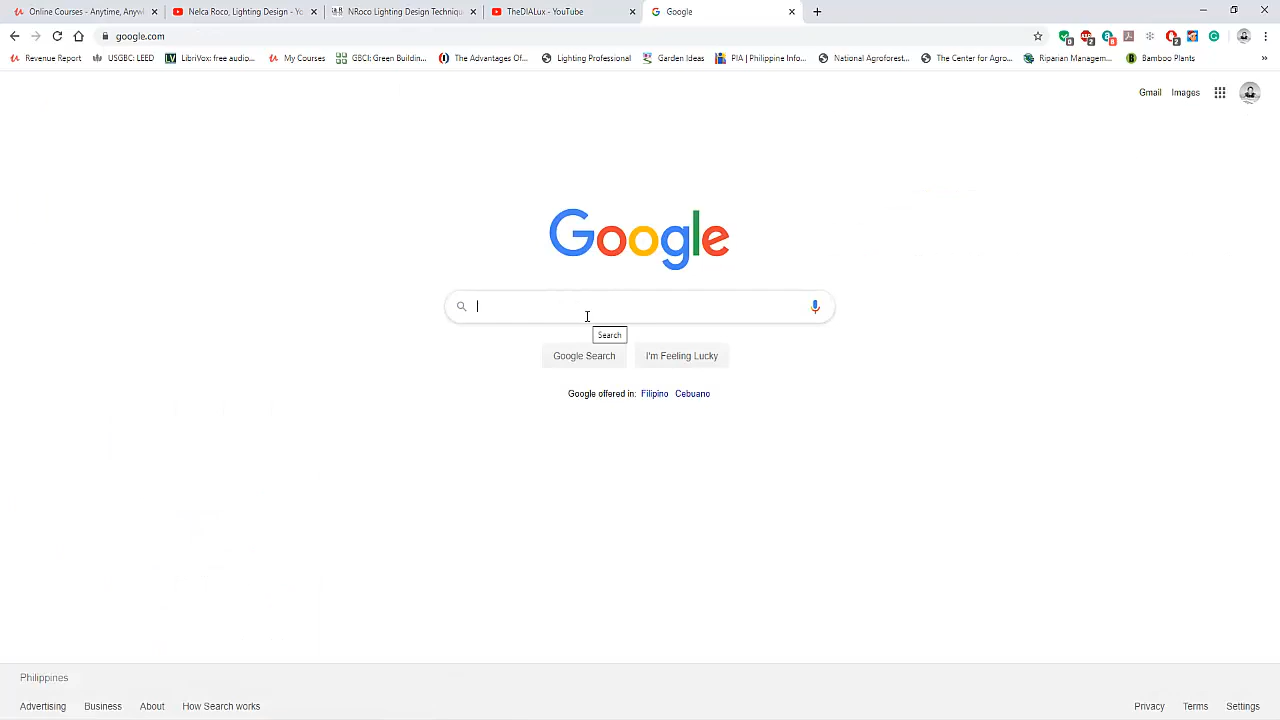 Online Courses - Anytime, Anywl
Nelca Roco, Lighting Design - Yo
NRoco Lighting Design Technique
TheDIALux - YouTube
Google
google.com
Revenue Report
USGBC: LEED
LibriVox: free audio...
My Courses
GBCI: Green Building...
The Advantages Of...
Lighting Professional
Garden Ideas
PIA | Philippine Info...
National Agroforest...
The Center for Agro...
Riparian Managem...
Bamboo Plants
Gmail Images
Google
Search
Google Search I'm Feeling Lucky
Google offered in: Filipino Cebuano
Philippines
Advertising Business About How Search works Privacy Terms Settings